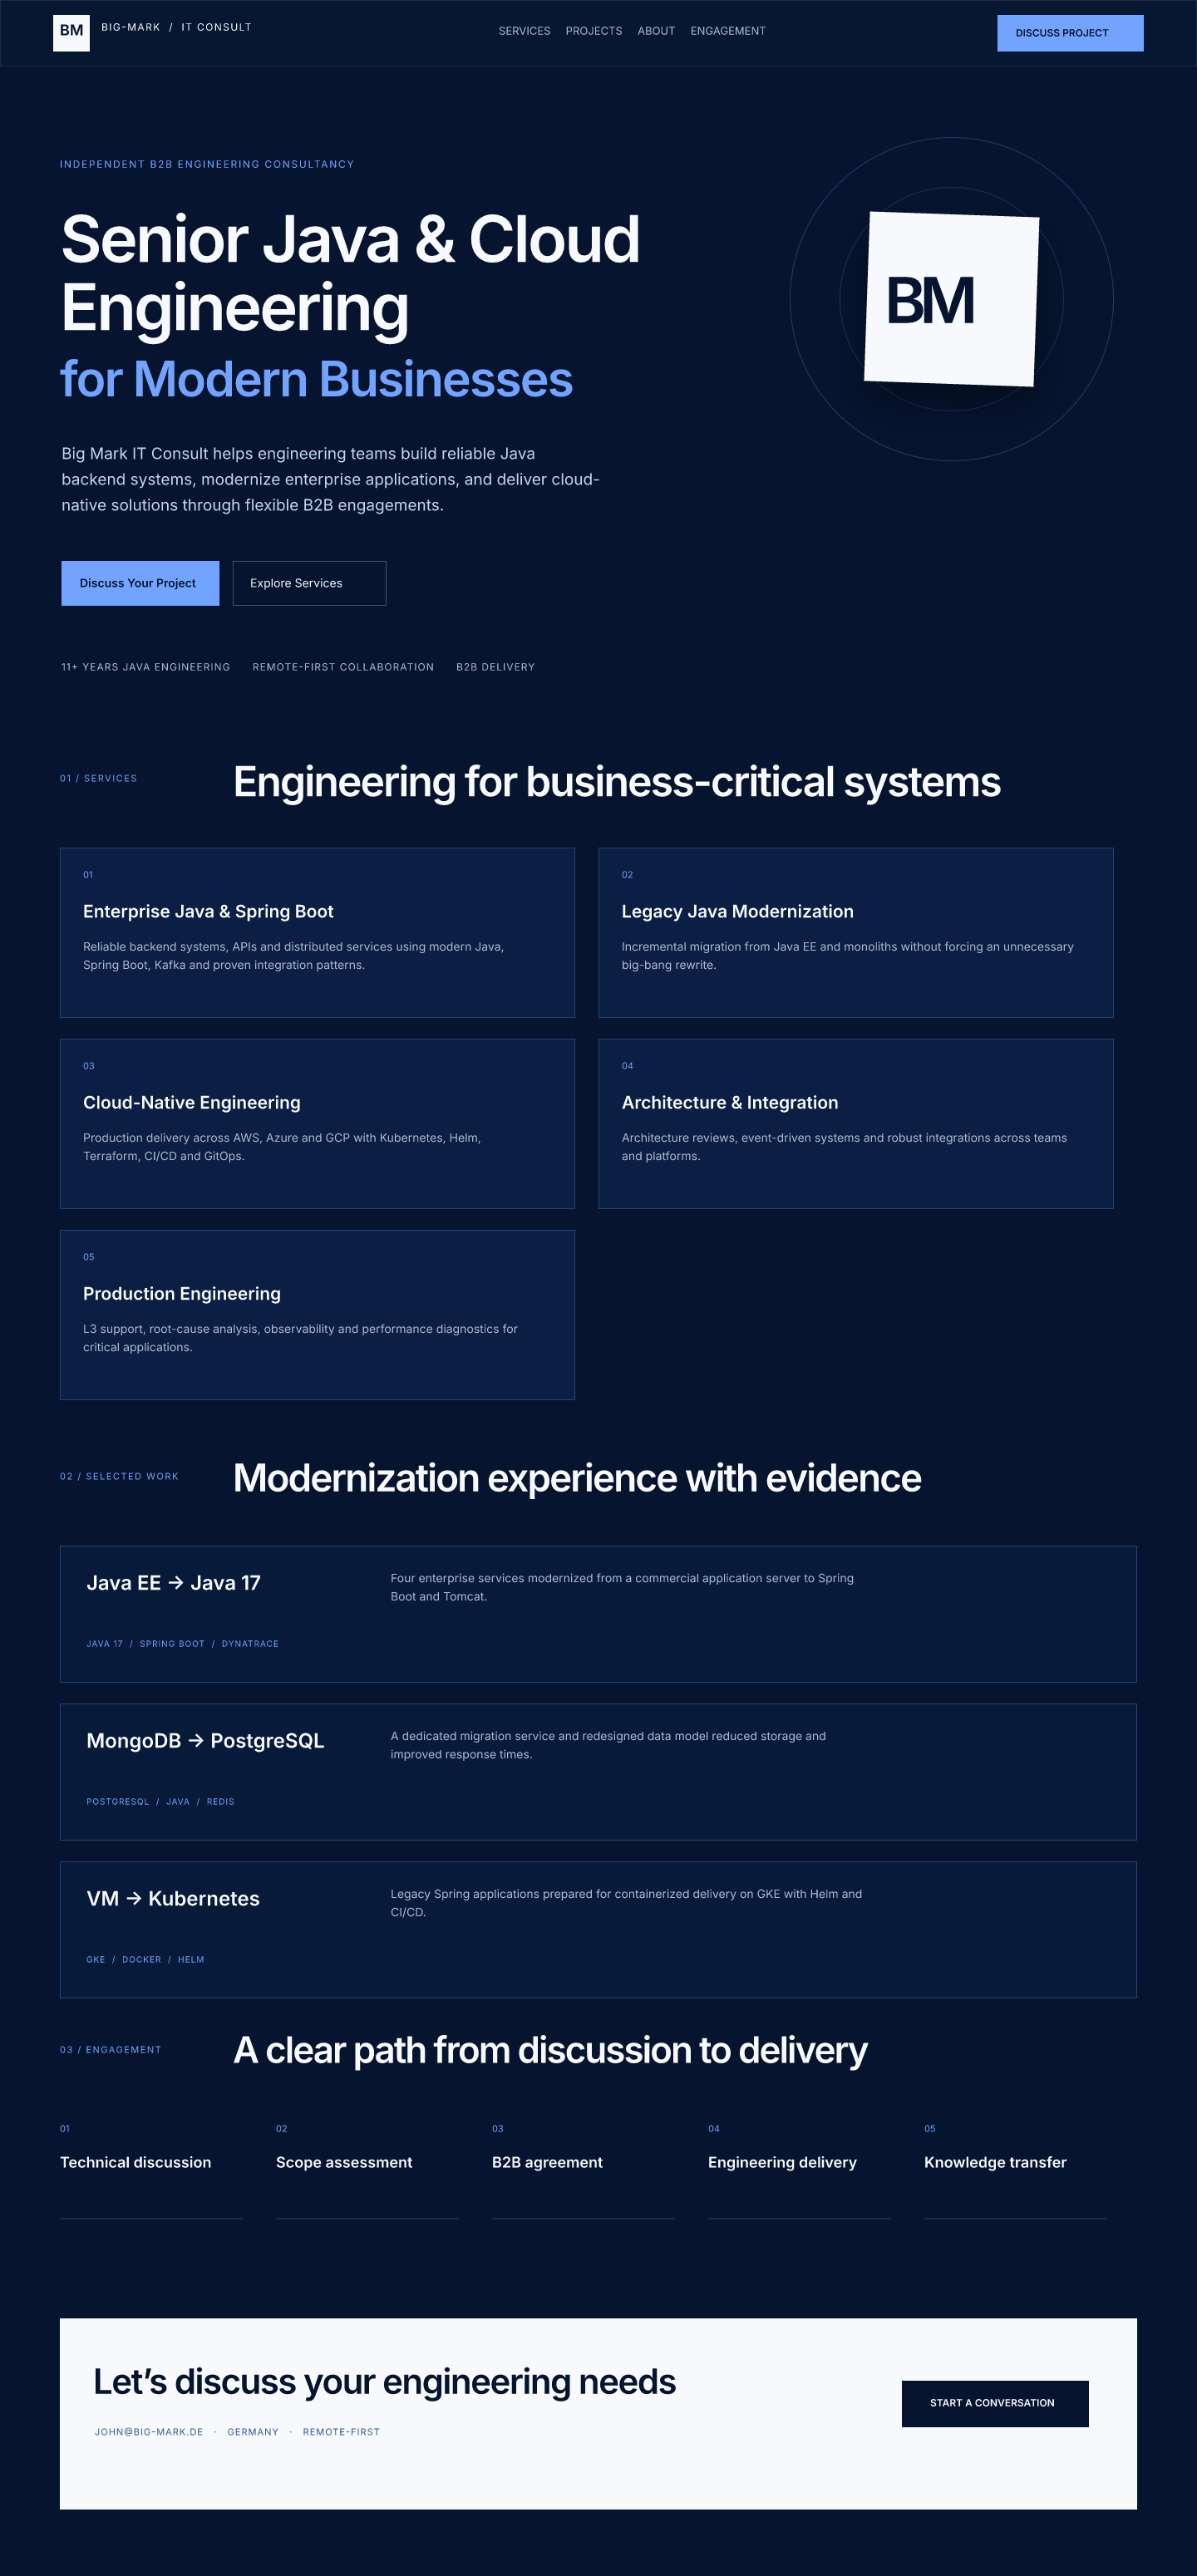 BM
BIG-MARK / IT CONSULT
SERVICES PROJECTS ABOUT ENGAGEMENT
DISCUSS PROJECT
INDEPENDENT B2B ENGINEERING CONSULTANCY
Senior Java & Cloud
Engineering
for Modern Businesses
BM
Big Mark IT Consult helps engineering teams build reliable Java
backend systems, modernize enterprise applications, and deliver cloud-
native solutions through flexible B2B engagements.
Discuss Your Project
Explore Services
11+ YEARS JAVA ENGINEERING REMOTE-FIRST COLLABORATION B2B DELIVERY
01 / SERVICES
Engineering for business-critical systems
01
Enterprise Java & Spring Boot
Reliable backend systems, APIs and distributed services using modern Java,
Spring Boot, Kafka and proven integration patterns.
02
Legacy Java Modernization
Incremental migration from Java EE and monoliths without forcing an unnecessary
big-bang rewrite.
03
Cloud-Native Engineering
Production delivery across AWS, Azure and GCP with Kubernetes, Helm,
Terraform, CI/CD and GitOps.
04
Architecture & Integration
Architecture reviews, event-driven systems and robust integrations across teams
and platforms.
05
Production Engineering
L3 support, root-cause analysis, observability and performance diagnostics for
critical applications.
02 / SELECTED WORK
Modernization experience with evidence
Java EE → Java 17
Four enterprise services modernized from a commercial application server to Spring
Boot and Tomcat.
JAVA 17 / SPRING BOOT / DYNATRACE
MongoDB → PostgreSQL
A dedicated migration service and redesigned data model reduced storage and
improved response times.
POSTGRESQL / JAVA / REDIS
VM → Kubernetes
Legacy Spring applications prepared for containerized delivery on GKE with Helm and
CI/CD.
GKE / DOCKER / HELM
03 / ENGAGEMENT
A clear path from discussion to delivery
01
Technical discussion
02
Scope assessment
03
B2B agreement
04
Engineering delivery
05
Knowledge transfer
Let’s discuss your engineering needs
JOHN@BIG-MARK.DE · GERMANY · REMOTE-FIRST
START A CONVERSATION